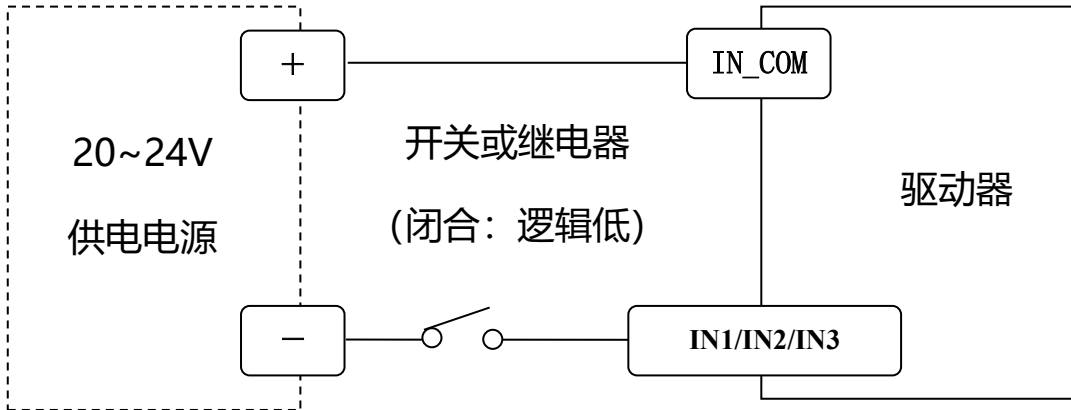 +
IN_COM
20~24V
供电电源
开关或继电器
(闭合：逻辑低)
驱动器
−
IN1/IN2/IN3